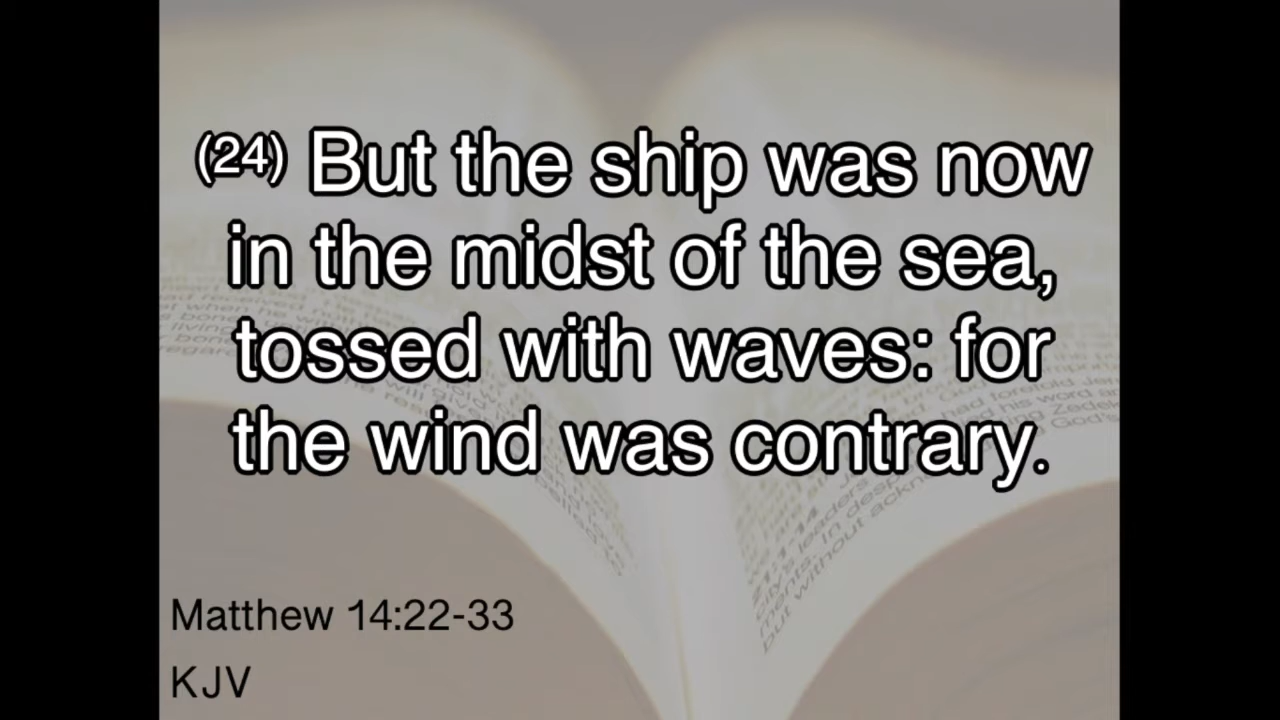 (24) But the ship was now
in the midst of the sea,
tossed with waves: for
the wind was contrary.
Matthew 14:22-33
KJV